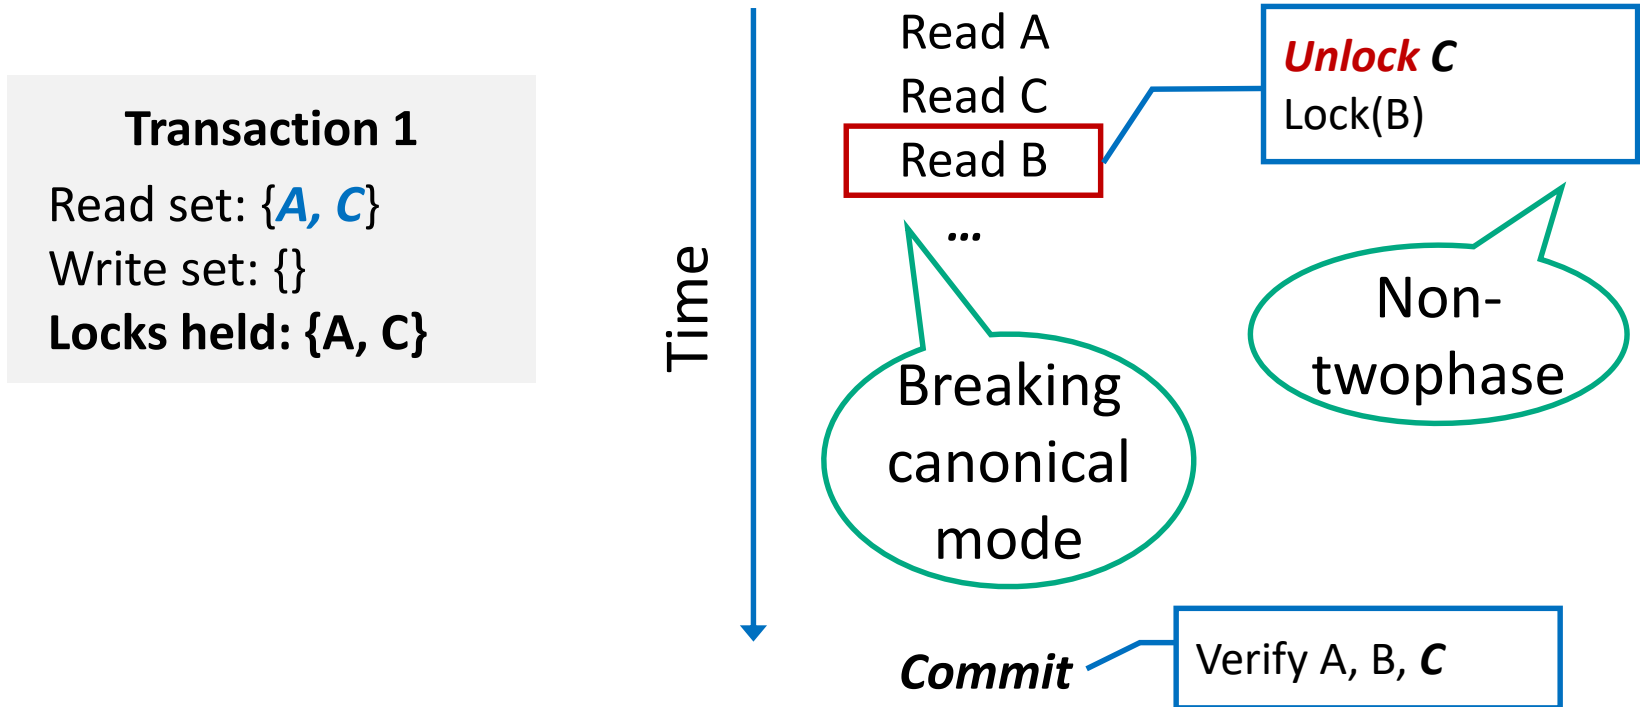 Transaction 1
Read set: {A, C}
Write set: {}
Locks held: {A, C}
Time
Read A
Read C
Read B
...
Unlock C
Lock(B)
Breaking
canonical
mode
Non-
twophase
Commit
Verify A, B, C